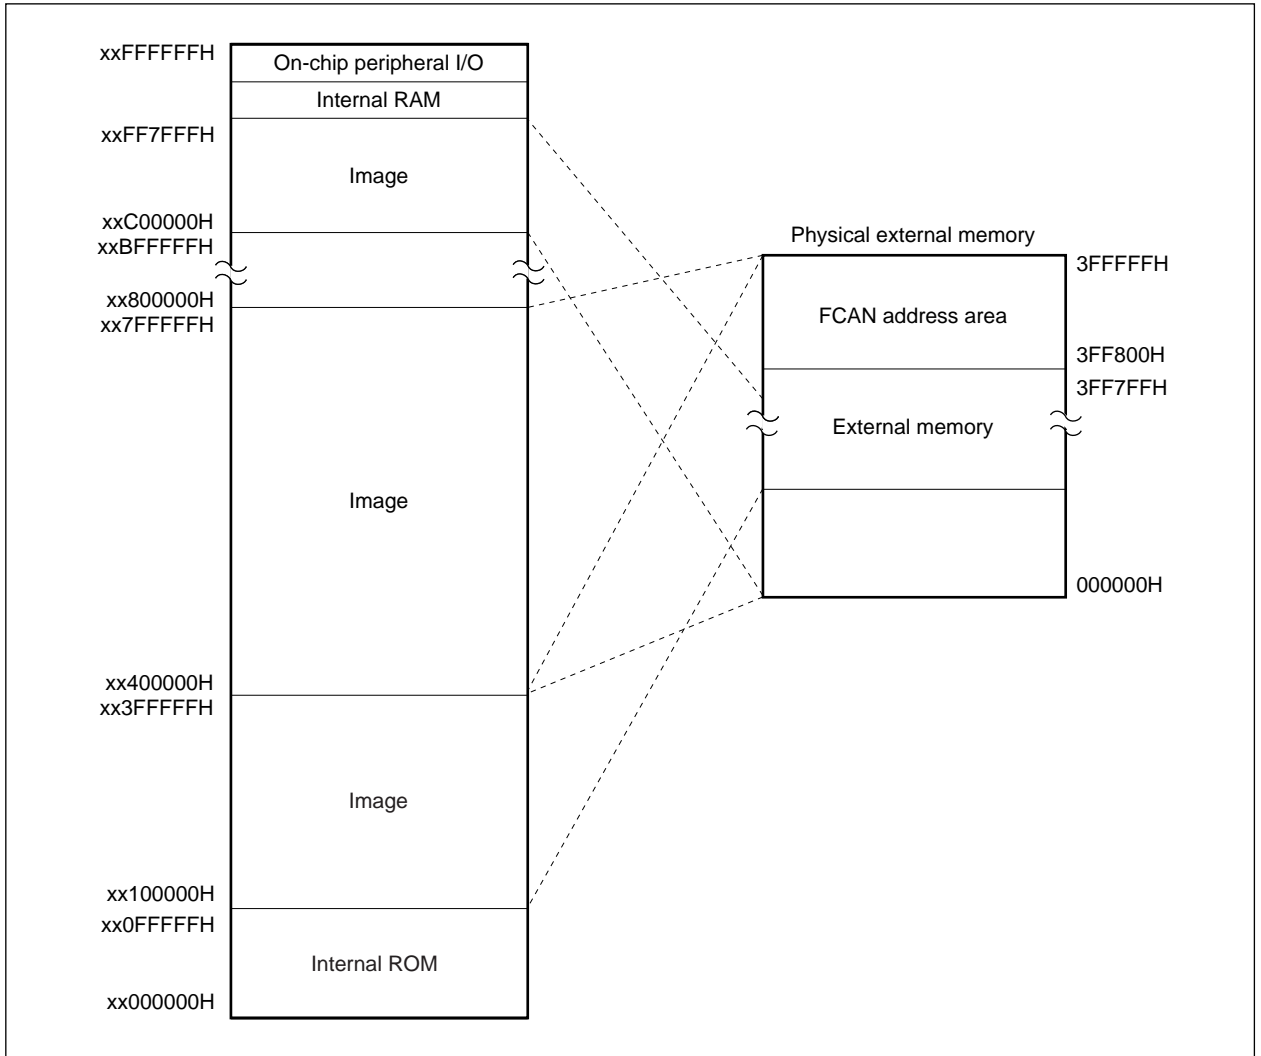 xxFFFFFFH
On-chip peripheral I/O
Internal RAM
xxFF7FFFH
Image
xxC00000H
xxBFFFFFH
xx800000H
xx7FFFFFH
Image
xx400000H
xx3FFFFFH
Image
xx100000H
xx0FFFFFH
Internal ROM
xx000000H
Physical external memory
3FFFFFH
FCAN address area
3FF800H
3FF7FFH
External memory
000000H